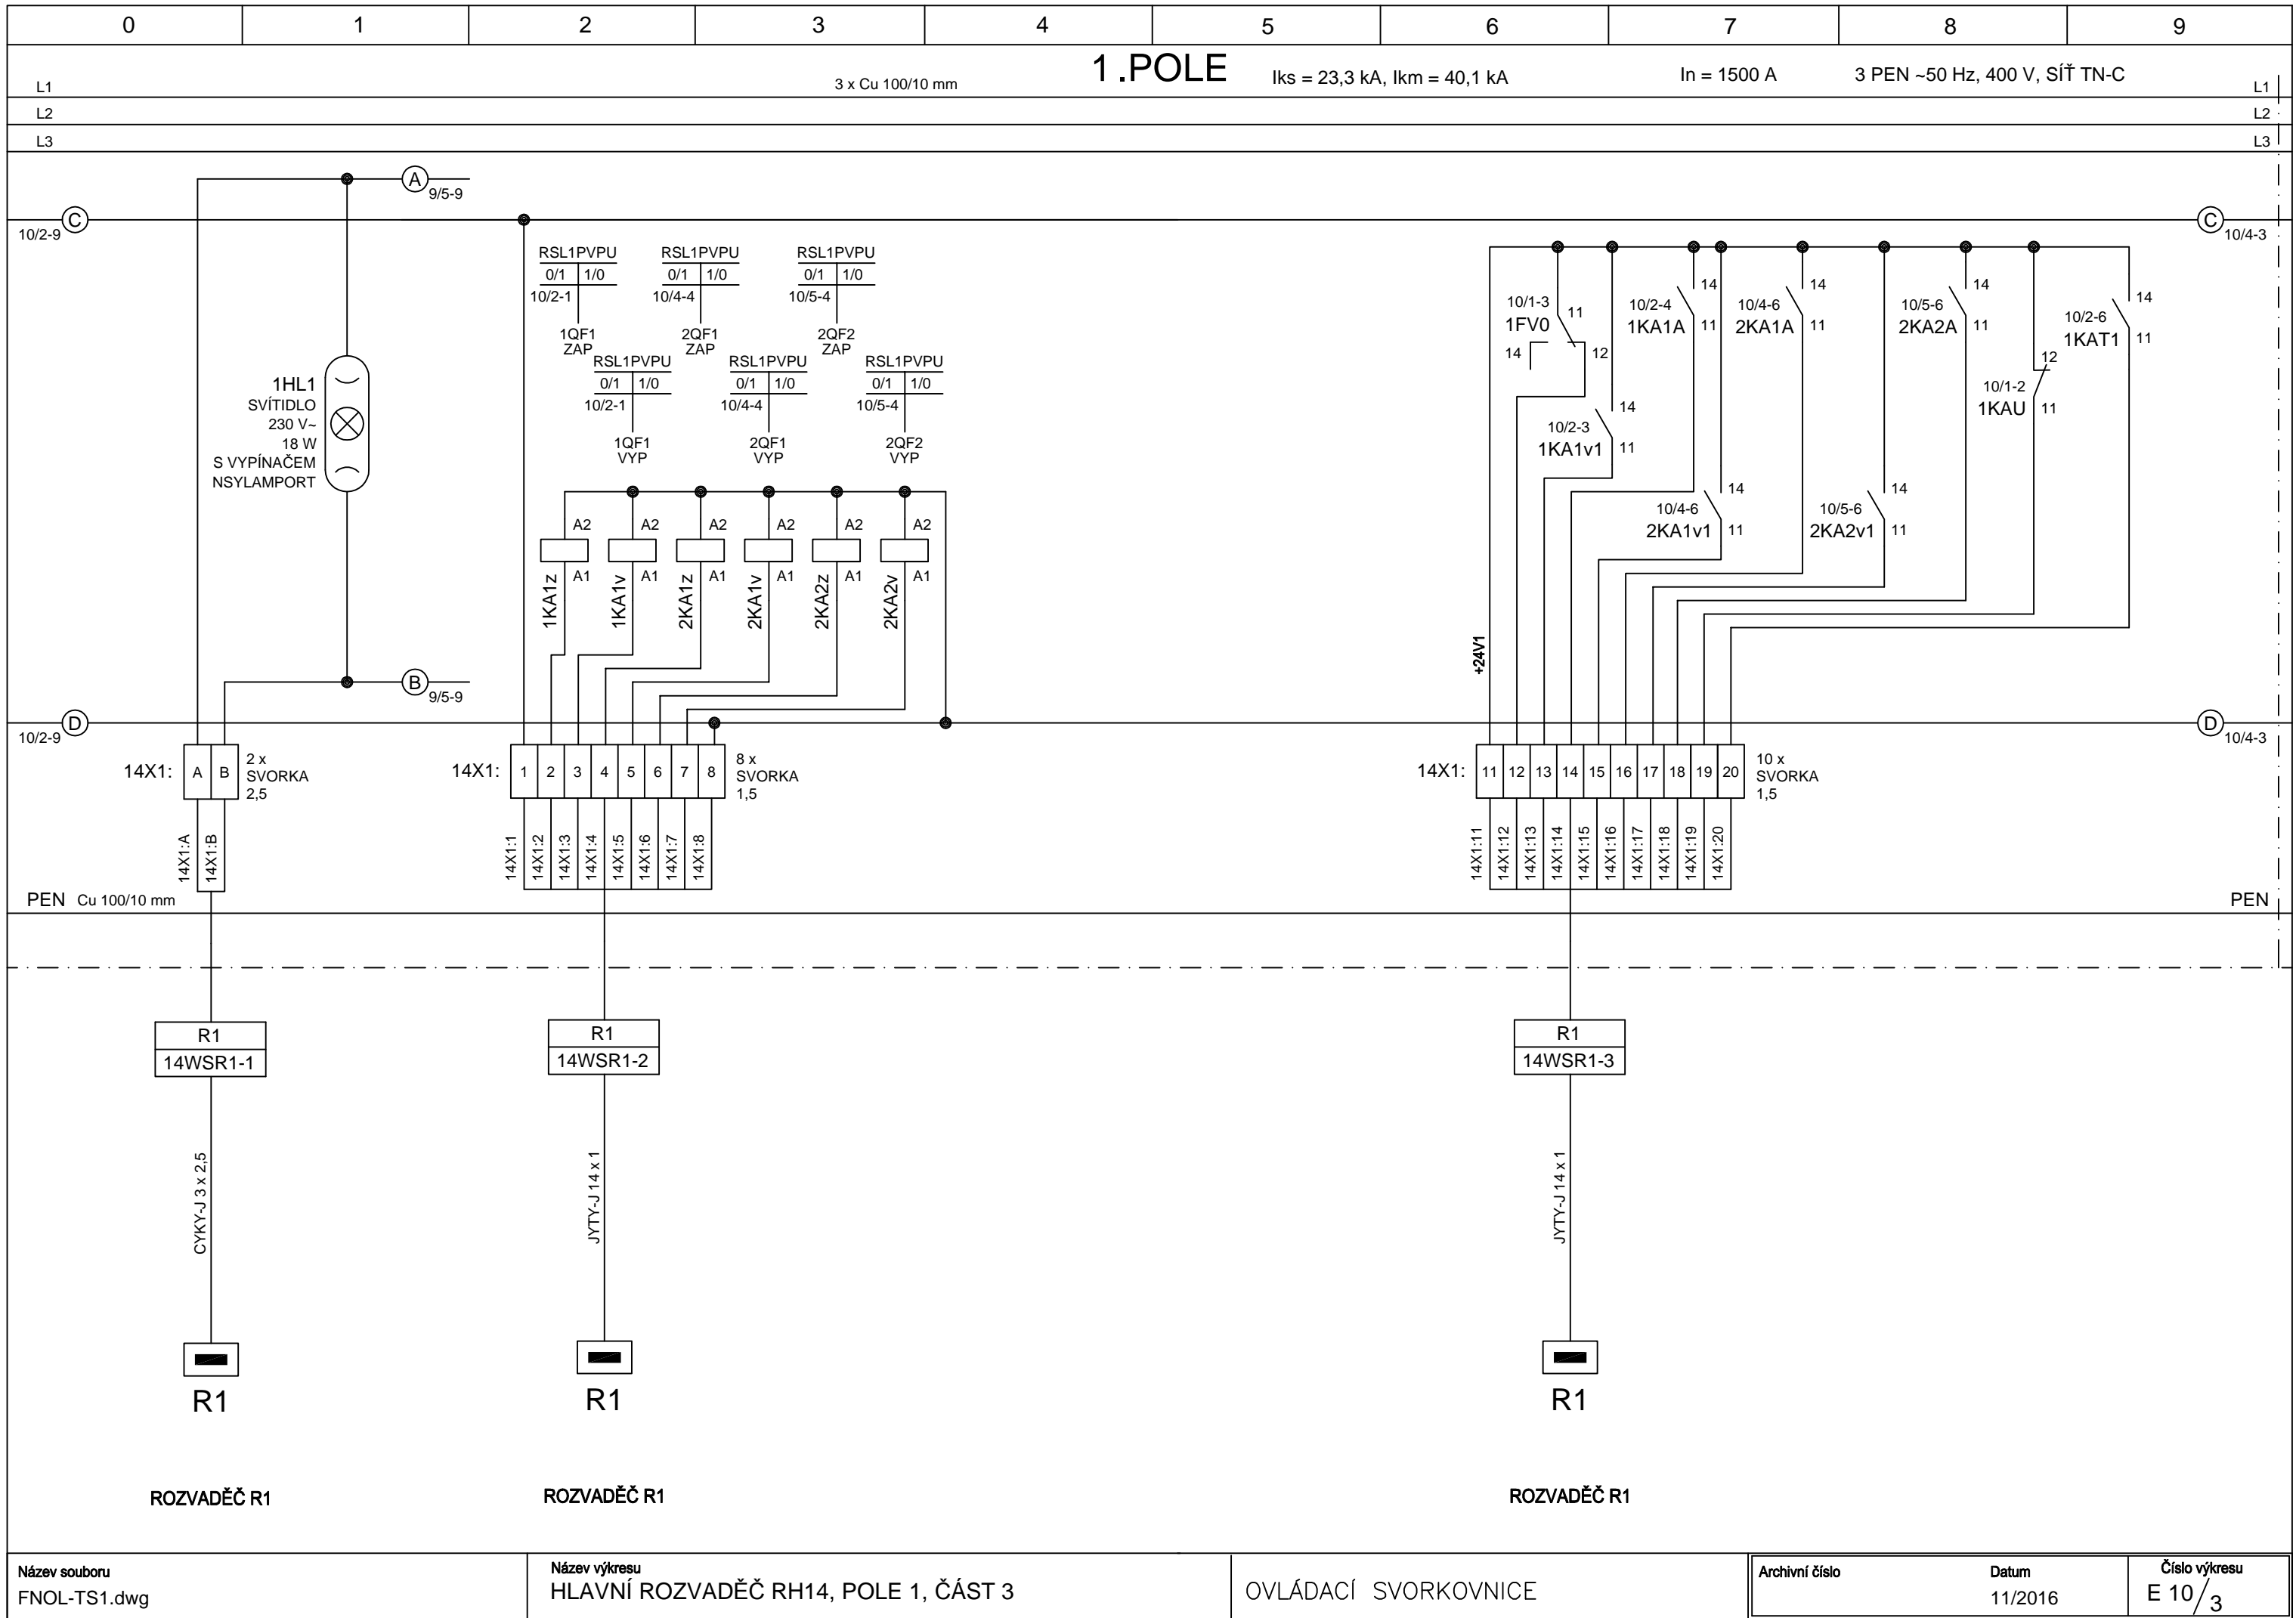 0 1 2 3 4 5 6 7 8 9
1.POLE
L1 3 x Cu 100/10 mm Iks = 23,3 kA, Ikm = 40,1 kA In = 1500 A 3 PEN ~50 Hz, 400 V, SÍŤ TN-C L1
L2 L2
L3 L3
A 9/5-9
C 10/2-9
C 10/4-3
RSL1PVPU
0/1 1/0
10/2-1
1QF1
ZAP
RSL1PVPU
0/1 1/0
10/4-4
2QF1
ZAP
RSL1PVPU
0/1 1/0
10/5-4
2QF2
ZAP
RSL1PVPU
0/1 1/0
10/2-1
1QF1
VYP
RSL1PVPU
0/1 1/0
10/4-4
2QF1
VYP
RSL1PVPU
0/1 1/0
10/5-4
2QF2
VYP
1HL1
SVÍTIDLO
230 V~
18 W
S VYPÍNAČEM
NSYLAMPORT
A2 A2 A2 A2 A2 A2
A1 A1 A1 A1 A1 A1
1KA1z 1KA1v 2KA1z 2KA1v 2KA2z 2KA2v
10/1-3
1FV0
11
14 12
10/2-3
1KA1v1
14
11
10/2-4
1KA1A
14
11
10/4-6
2KA1v1
14
11
10/4-6
2KA1A
14
11
10/5-6
2KA2v1
14
11
10/5-6
2KA2A
14
11
10/1-2
1KAU
12
11
10/2-6
1KAT1
14
11
+24V1
B 9/5-9
D 10/2-9
D 10/4-3
14X1: A B
2 x
SVORKA
2,5
14X1: 1 2 3 4 5 6 7 8
8 x
SVORKA
1,5
14X1: 11 12 13 14 15 16 17 18 19 20
10 x
SVORKA
1,5
14X1:A 14X1:B
14X1:1 14X1:2 14X1:3 14X1:4 14X1:5 14X1:6 14X1:7 14X1:8
14X1:11 14X1:12 14X1:13 14X1:14 14X1:15 14X1:16 14X1:17 14X1:18 14X1:19 14X1:20
PEN Cu 100/10 mm PEN
R1
14WSR1-1
R1
14WSR1-2
R1
14WSR1-3
CYKY-J 3 x 2,5
JYTY-J 14 x 1
JYTY-J 14 x 1
R1 R1 R1
ROZVADĚČ R1 ROZVADĚČ R1 ROZVADĚČ R1
Název souboru
FNOL-TS1.dwg
Název výkresu
HLAVNÍ ROZVADĚČ RH14, POLE 1, ČÁST 3
OVLÁDACÍ SVORKOVNICE
Archivní číslo
Datum
11/2016
Číslo výkresu
E 10/3